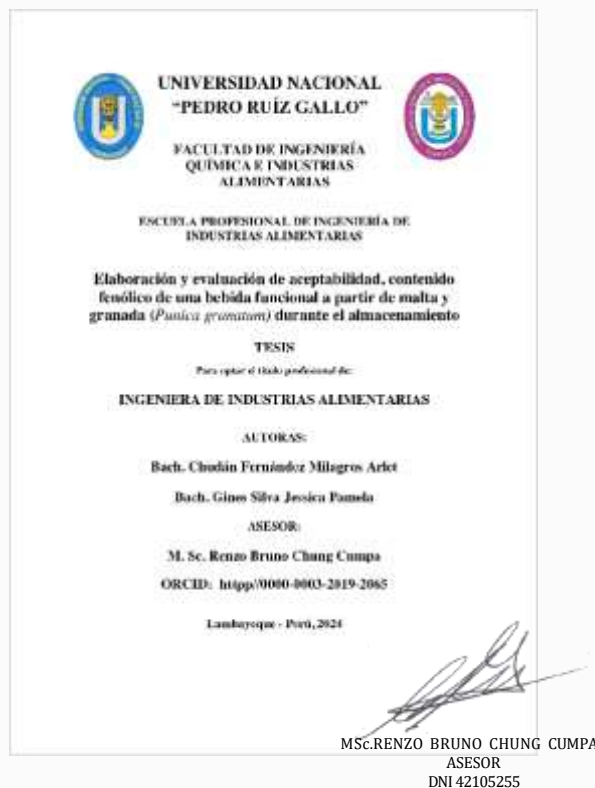 UNIVERSIDAD NACIONAL
“PEDRO RUÍZ GALLO”
FACULTAD DE INGENIERÍA
QUÍMICA E INDUSTRIAS
ALIMENTARIAS
ESCUELA PROFESIONAL DE INGENIERÍA DE
INDUSTRIAS ALIMENTARIAS
Elaboración y evaluación de aceptabilidad, contenido
fenólico de una bebida funcional a partir de malta y
granada (Punica granatum) durante el almacenamiento
TESIS
Para optar el título profesional de:
INGENIERA DE INDUSTRIAS ALIMENTARIAS
AUTORAS:
Bach. Chudán Fernández Milagros Arlet
Bach. Gines Silva Jessica Pamela
ASESOR:
M. Sc. Renzo Bruno Chung Cumpa
ORCID: htipp//0000-0003-2019-2065
Lambayeque - Perú, 2024
MSc.RENZO BRUNO CHUNG CUMPA
ASESOR
DNI 42105255